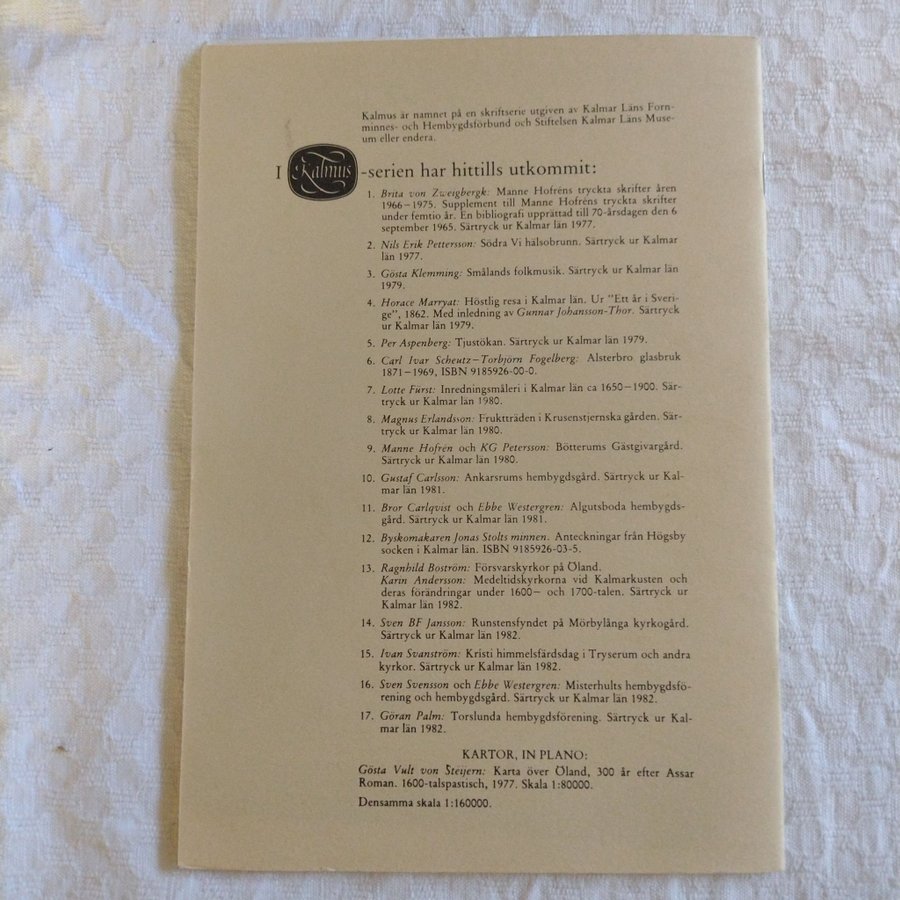 Kalmus är namnet på en skriftserie utgiven av Kalmar Läns Forn-
minnes- och Hembygdsförbund och Stiftelsen Kalmar Läns Muse-
um eller endera.
I Kalmus -serien har hittills utkommit:
1. Brita von Zweigbergk: Manne Hofréns tryckta skrifter åren
1966–1975. Supplement till Manne Hofréns tryckta skrifter
under femtio år. En bibliografi upprättad till 70-årsdagen den 6
september 1965. Särtryck ur Kalmar län 1977.
2. Nils Erik Pettersson: Södra Vi hälsobrunn. Särtryck ur Kalmar
län 1977.
3. Gösta Klemming: Smålands folkmusik. Särtryck ur Kalmar län
1979.
4. Horace Marryat: Höstlig resa i Kalmar län. Ur "Ett år i Sveri-
ge", 1862. Med inledning av Gunnar Johansson-Thor. Särtryck
ur Kalmar län 1979.
5. Per Aspenberg: Tjustökan. Särtryck ur Kalmar län 1979.
6. Carl Ivar Scheutz–Torbjörn Fogelberg: Alsterbro glasbruk
1871–1969, ISBN 9185926-00-0.
7. Lotte Fürst: Inredningsmåleri i Kalmar län ca 1650–1900. Sär-
tryck ur Kalmar län 1980.
8. Magnus Erlandsson: Fruktträden i Krusenstjernska gården. Sär-
tryck ur Kalmar län 1980.
9. Manne Hofrén och KG Petersson: Bötterums Gästgivargård.
Särtryck ur Kalmar län 1980.
10. Gustaf Carlsson: Ankarsrums hembygdsgård. Särtryck ur Kal-
mar län 1981.
11. Bror Carlqvist och Ebbe Westergren: Algutsboda hembygds-
gård. Särtryck ur Kalmar län 1981.
12. Byskomakaren Jonas Stolts minnen. Anteckningar från Högsby
socken i Kalmar län. ISBN 9185926-03-5.
13. Ragnhild Boström: Försvarskyrkor på Öland.
Karin Andersson: Medeltidskyrkorna vid Kalmarkusten och
deras förändringar under 1600– och 1700-talen. Särtryck ur
Kalmar län 1982.
14. Sven BF Jansson: Runstensfyndet på Mörbylånga kyrkogård.
Särtryck ur Kalmar län 1982.
15. Ivan Svanström: Kristi himmelsfärdsdag i Tryserum och andra
kyrkor. Särtryck ur Kalmar län 1982.
16. Sven Svensson och Ebbe Westergren: Misterhults hembygdsfö-
rening och hembygdsgård. Särtryck ur Kalmar län 1982.
17. Göran Palm: Torslunda hembygdsförening. Särtryck ur Kal-
mar län 1982.
KARTOR, IN PLANO:
Gösta Vult von Steijern: Karta över Öland, 300 år efter Assar
Roman. 1600-talspastisch, 1977. Skala 1:80000.
Densamma skala 1:160000.